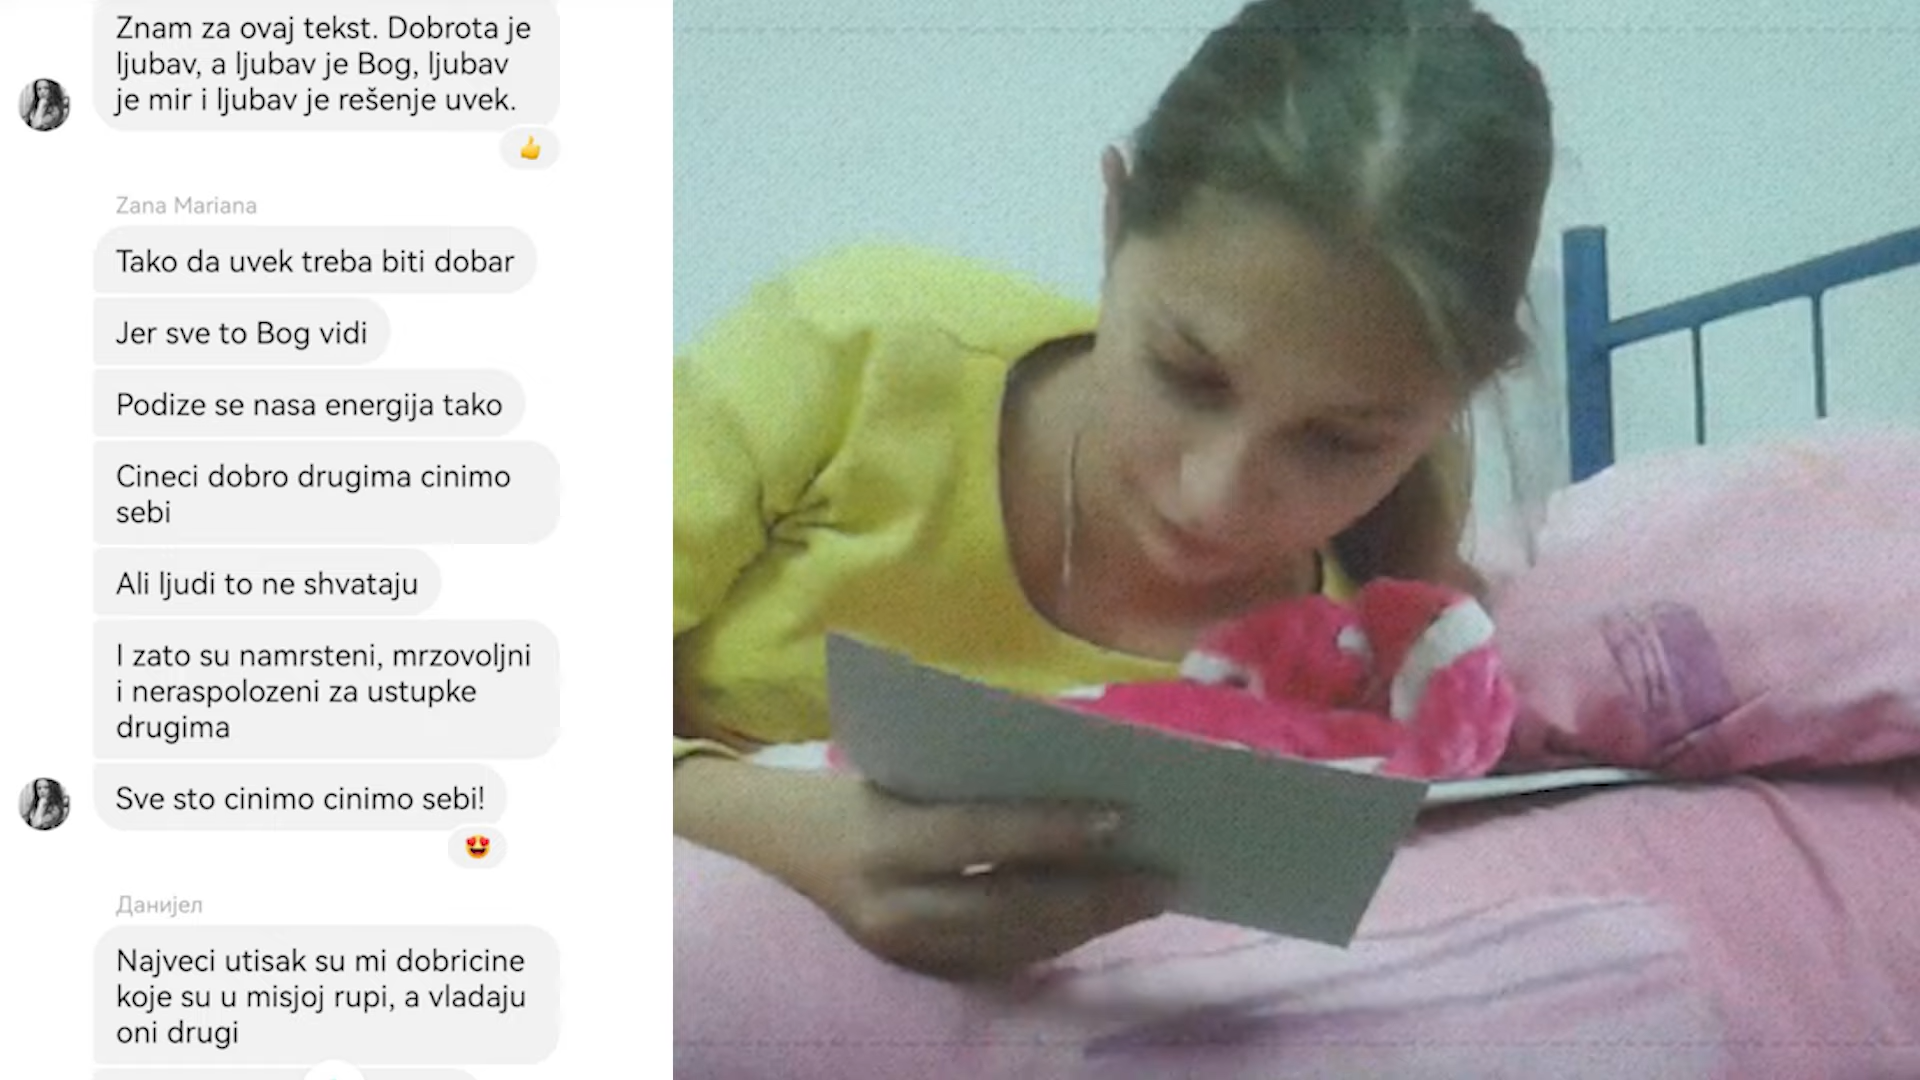 Znam za ovaj tekst. Dobrota je
ljubav, a ljubav je Bog, ljubav
je mir i ljubav je rešenje uvek.
Zana Mariana
Tako da uvek treba biti dobar
Jer sve to Bog vidi
Podize se nasa energija tako
Cineci dobro drugima cinimo
sebi
Ali ljudi to ne shvataju
I zato su namrsteni, mrzovoljni
i neraspolozeni za ustupke
drugima
Sve sto cinimo cinimo sebi!
Данијел
Najveci utisak su mi dobricine
koje su u misjoj rupi, a vladaju
oni drugi